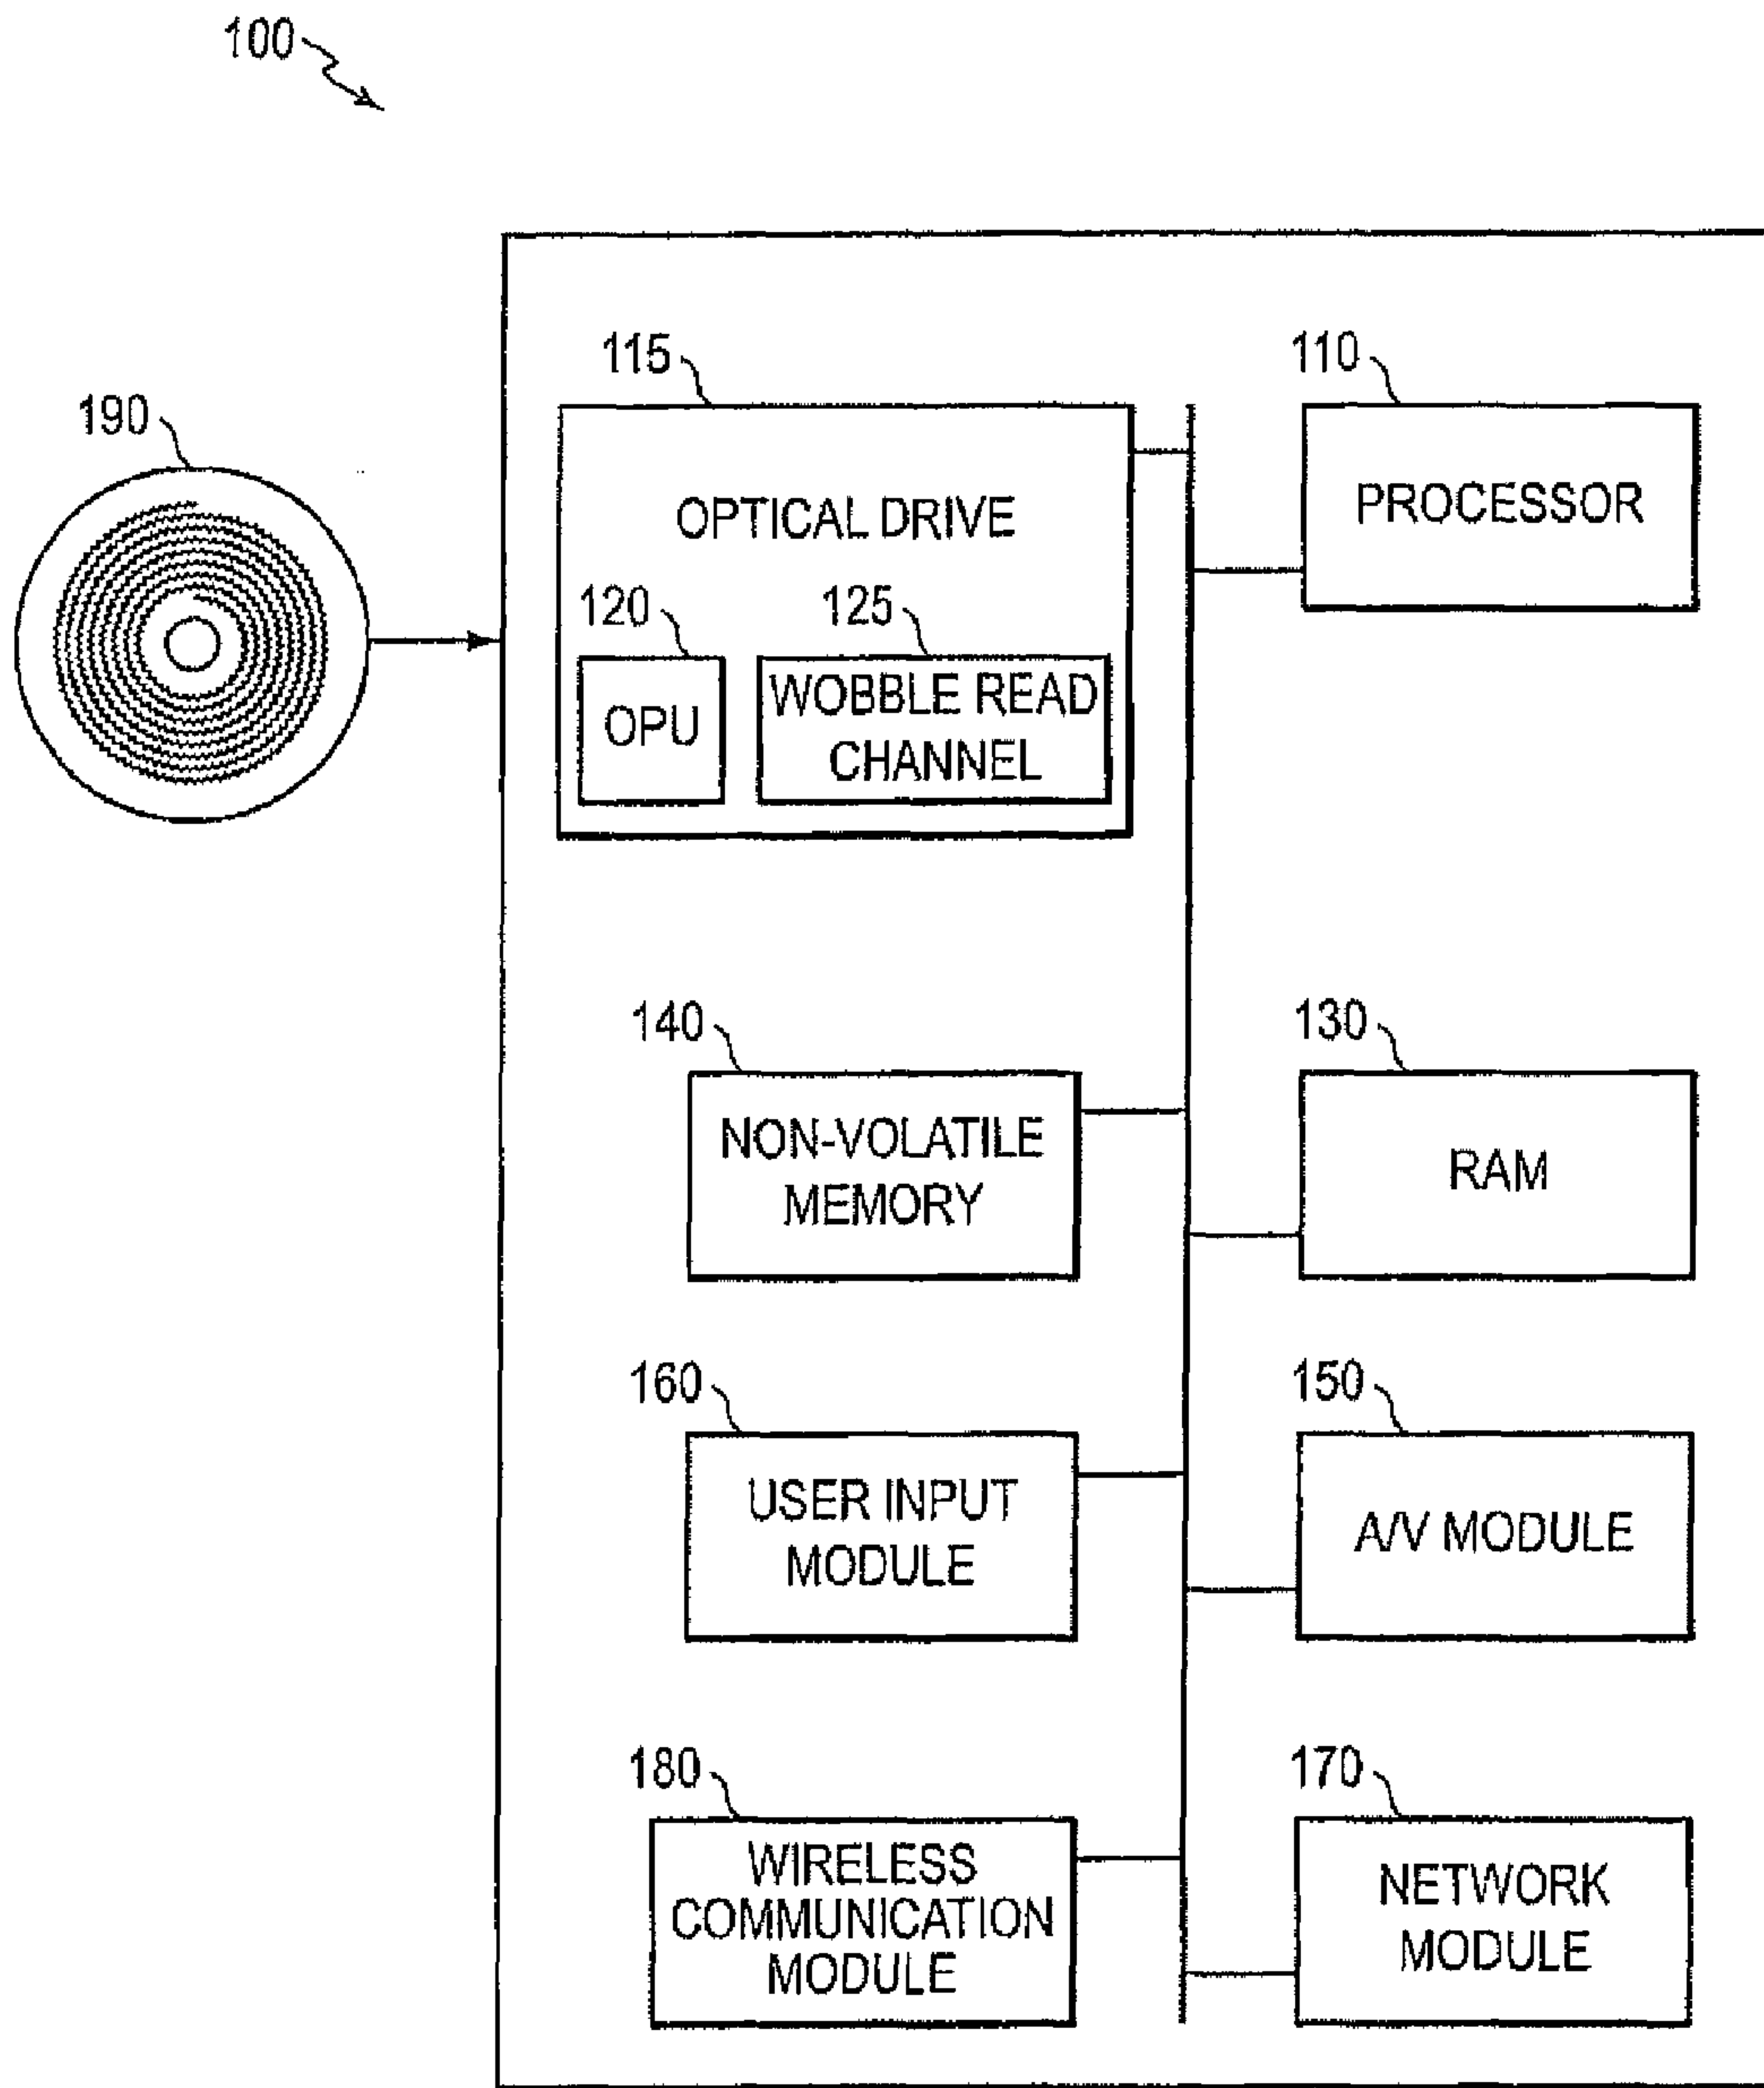 100
115
110
190
OPTICAL DRIVE
PROCESSOR
120
125
OPU
WOBBLE READ
CHANNEL
140
130
NON-VOLATILE
MEMORY
RAM
160
150
USER INPUT
MODULE
A/V MODULE
180
170
WIRELESS
COMMUNICATION
MODULE
NETWORK
MODULE